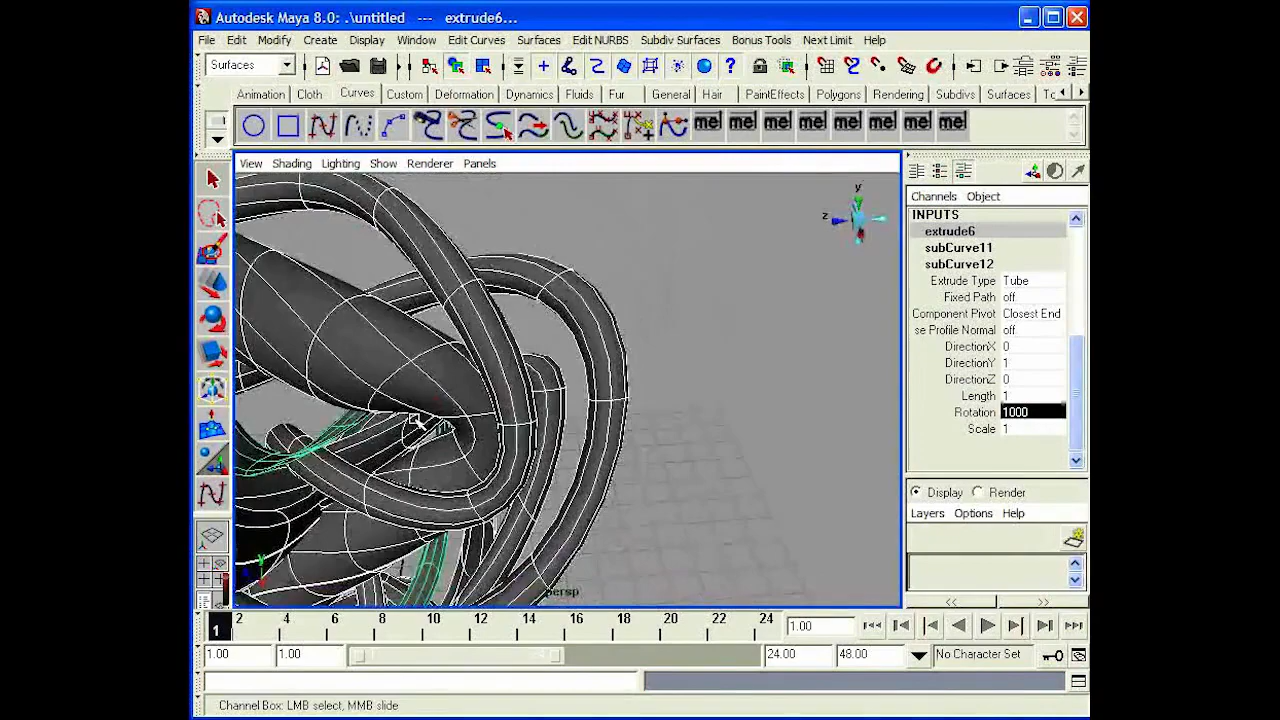 Autodesk Maya 8.0: .\untitled --- extrude6...
File Edit Modify Create Display Window Edit Curves Surfaces Edit NURBS Subdiv Surfaces Bonus Tools Next Limit Help
Surfaces
Animation Cloth Curves Custom Deformation Dynamics Fluids Fur General Hair PaintEffects Polygons Rendering Subdivs Surfaces
mel mel mel mel mel mel mel mel
View Shading Lighting Show Renderer Panels
Channels Object
y
z
INPUTS
extrude6
subCurve11
subCurve12
Extrude Type Tube
Fixed Path off
Component Pivot Closest End
se Profile Normal off
DirectionX 0
DirectionY 1
DirectionZ 0
Length 1
Rotation 1000
Scale 1
Display Render
Layers Options Help
persp
<< >>
1 2 4 6 8 10 12 14 16 18 20 22 24 1.00
1.00 1.00 24.00 48.00 No Character Set
Channel Box: LMB select, MMB slide